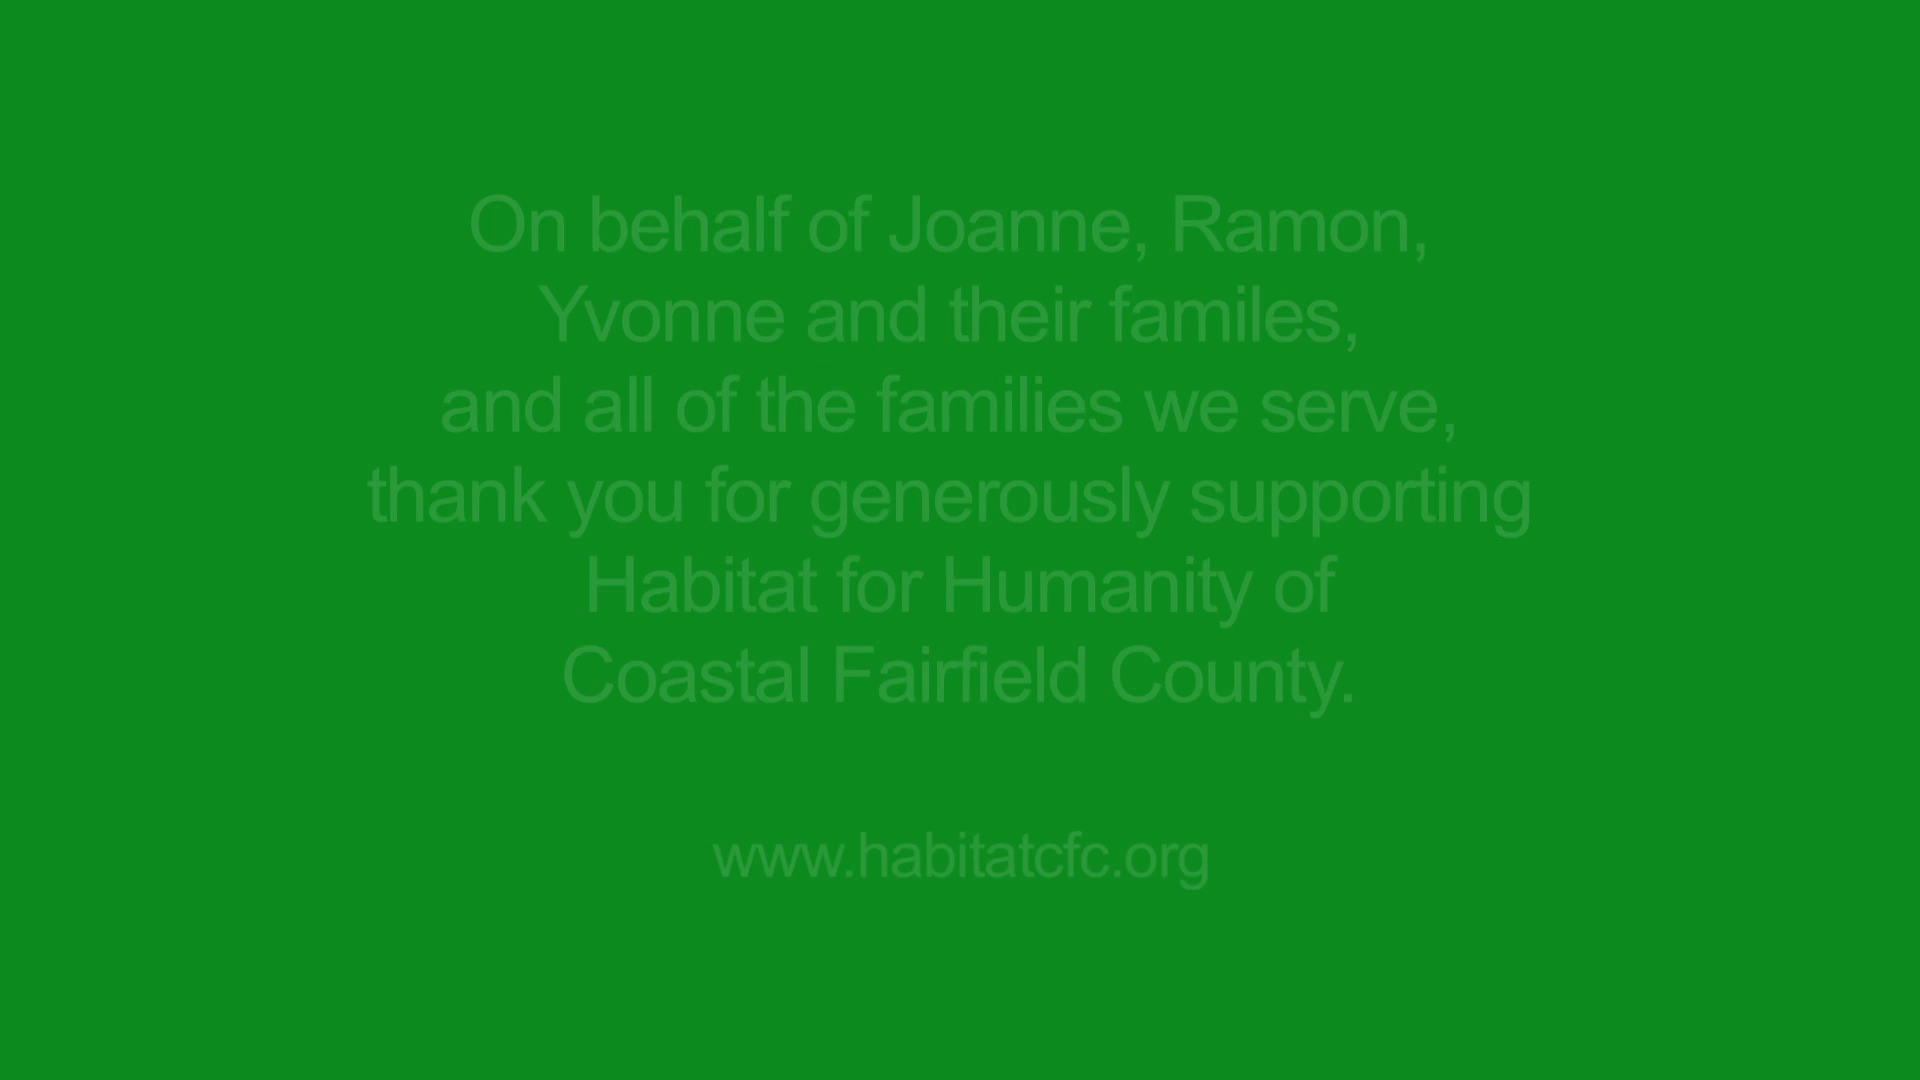 On behalf of Joanne, Ramon,
Yvonne and their familes,
and all of the families we serve,
thank you for generously supporting
Habitat for Humanity of
Coastal Fairfield County.
www.habitatcfc.org